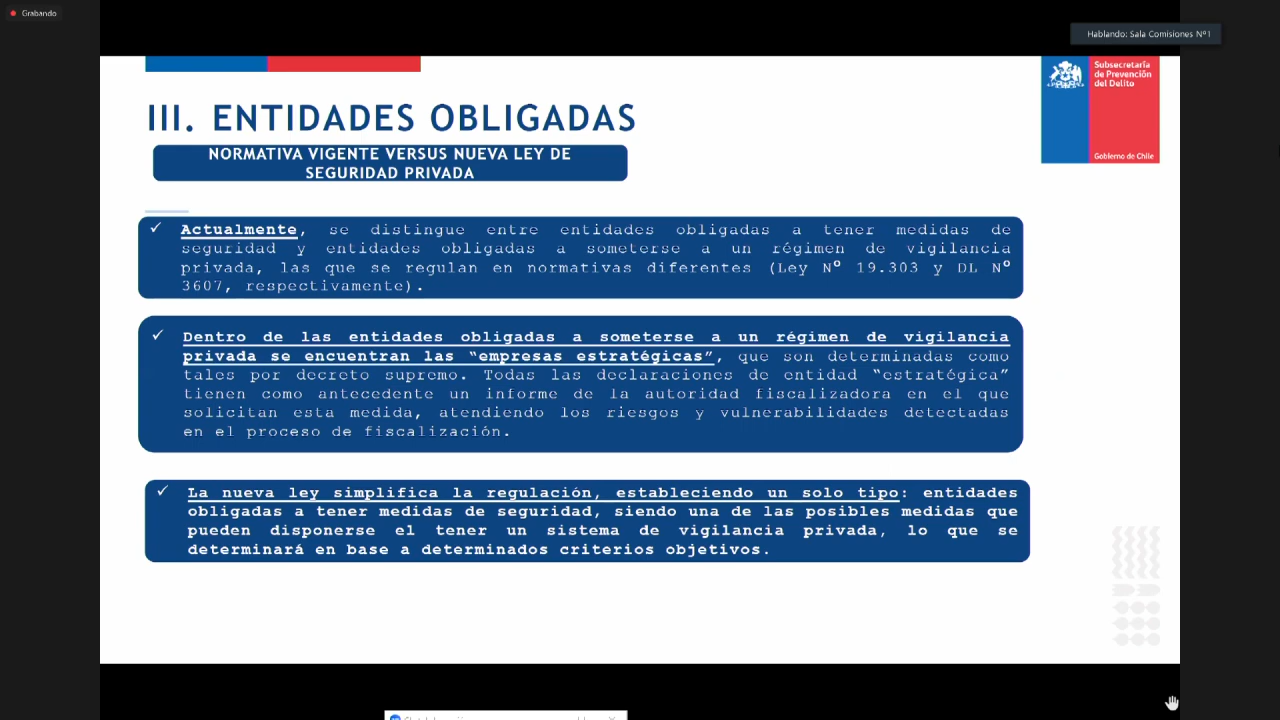 Grabando
Hablando: Sala Comisiones Nº1
Subsecretaría
de Prevención
del Delito
Gobierno de Chile
III. ENTIDADES OBLIGADAS
NORMATIVA VIGENTE VERSUS NUEVA LEY DE
SEGURIDAD PRIVADA
✓ Actualmente, se distingue entre entidades obligadas a tener medidas de
seguridad y entidades obligadas a someterse a un régimen de vigilancia
privada, las que se regulan en normativas diferentes (Ley Nº 19.303 y DL Nº
3607, respectivamente).
✓ Dentro de las entidades obligadas a someterse a un régimen de vigilancia
privada se encuentran las “empresas estratégicas”, que son determinadas como
tales por decreto supremo. Todas las declaraciones de entidad “estratégica”
tienen como antecedente un informe de la autoridad fiscalizadora en el que
solicitan esta medida, atendiendo los riesgos y vulnerabilidades detectadas
en el proceso de fiscalización.
✓ La nueva ley simplifica la regulación, estableciendo un solo tipo: entidades
obligadas a tener medidas de seguridad, siendo una de las posibles medidas que
pueden disponerse el tener un sistema de vigilancia privada, lo que se
determinará en base a determinados criterios objetivos.